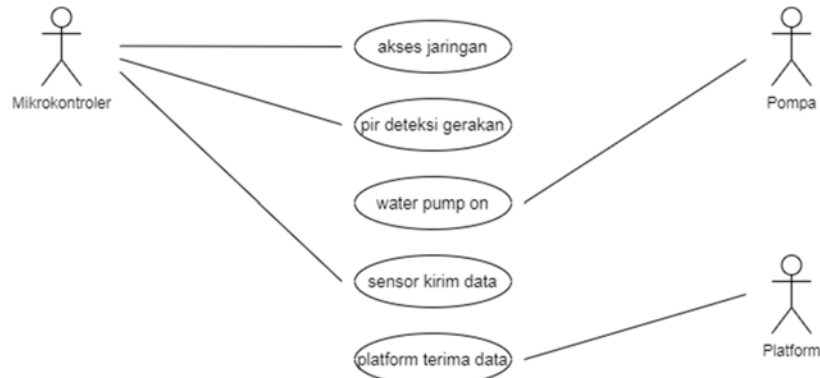 akses jaringan
Mikrokontroler
Pompa
pir deteksi gerakan
water pump on
sensor kirim data
Platform
platform terima data